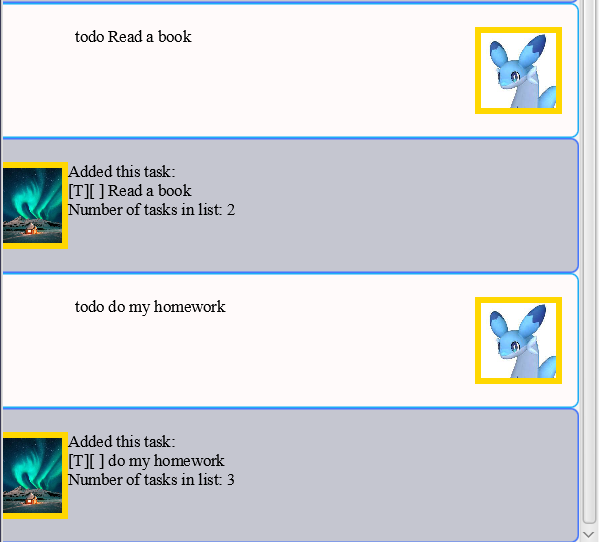 todo Read a book
Added this task:
[T][ ] Read a book
Number of tasks in list: 2
todo do my homework
Added this task:
[T][ ] do my homework
Number of tasks in list: 3